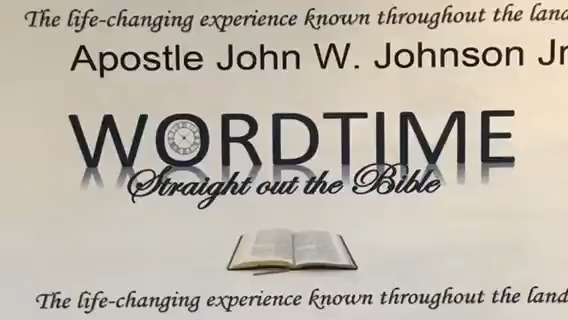 The life-changing experience known throughout the land
Apostle John W. Johnson Jr
WORDTIME
Straight out the Bible
The life-changing experience known throughout the land